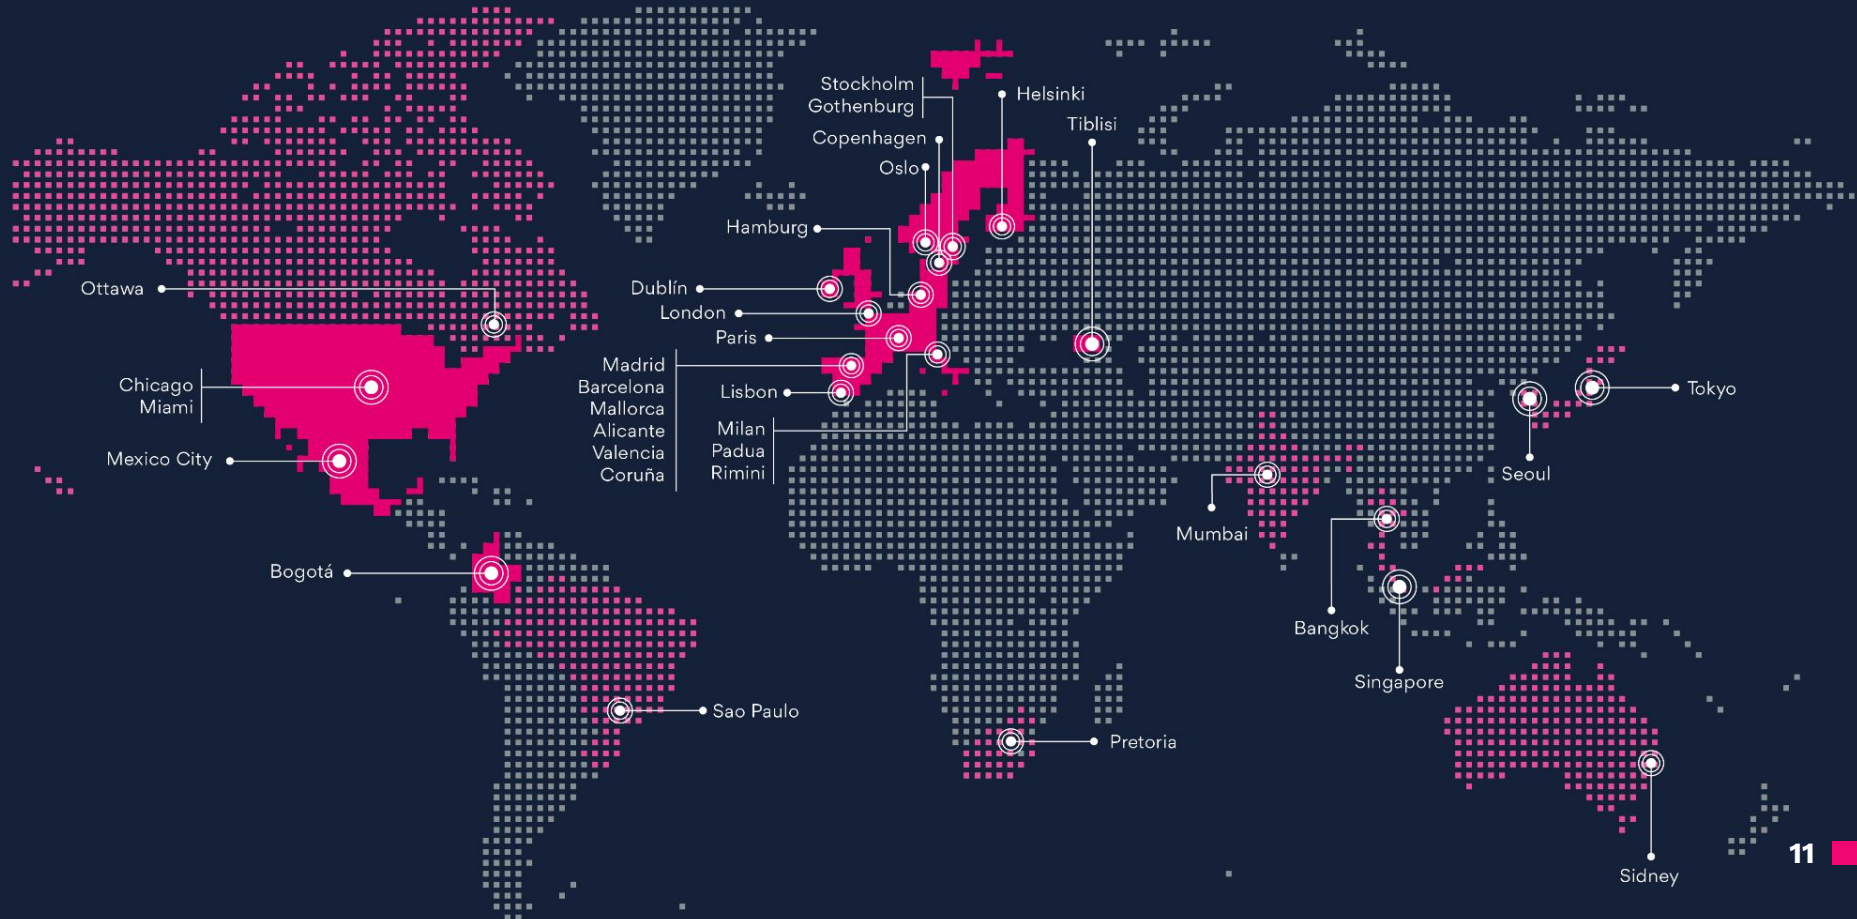 Stockholm
Gothenburg
Helsinki
Copenhagen
Tiblisi
Oslo
Hamburg
Ottawa
Dublín
London
Paris
Madrid
Barcelona
Mallorca
Alicante
Valencia
Coruña
Lisbon
Milan
Padua
Rimini
Chicago
Miami
Mexico City
Tokyo
Seoul
Mumbai
Bogotá
Bangkok
Singapore
Sao Paulo
Pretoria
Sidney
11